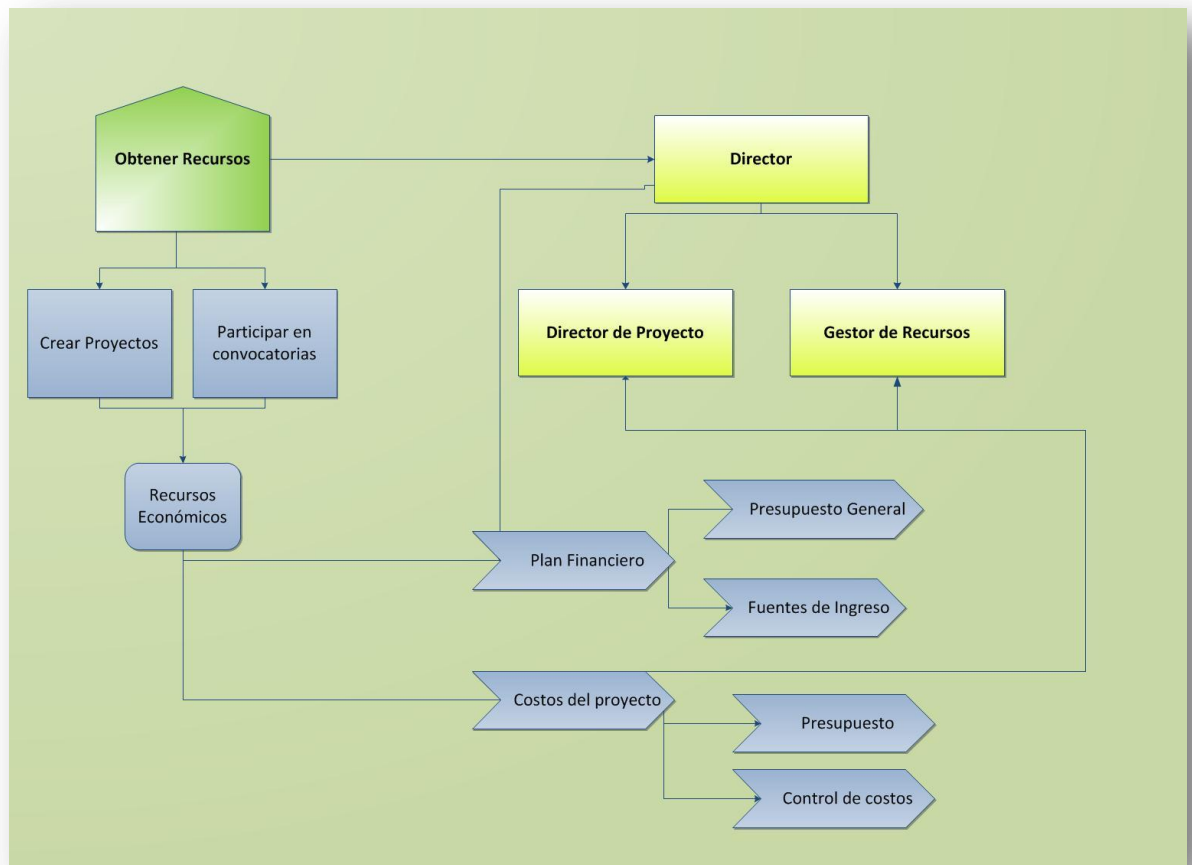 Obtener Recursos
Director
Crear Proyectos
Participar en
convocatorias
Director de Proyecto
Gestor de Recursos
Recursos
Económicos
Presupuesto General
Plan Financiero
Fuentes de Ingreso
Costos del proyecto
Presupuesto
Control de costos